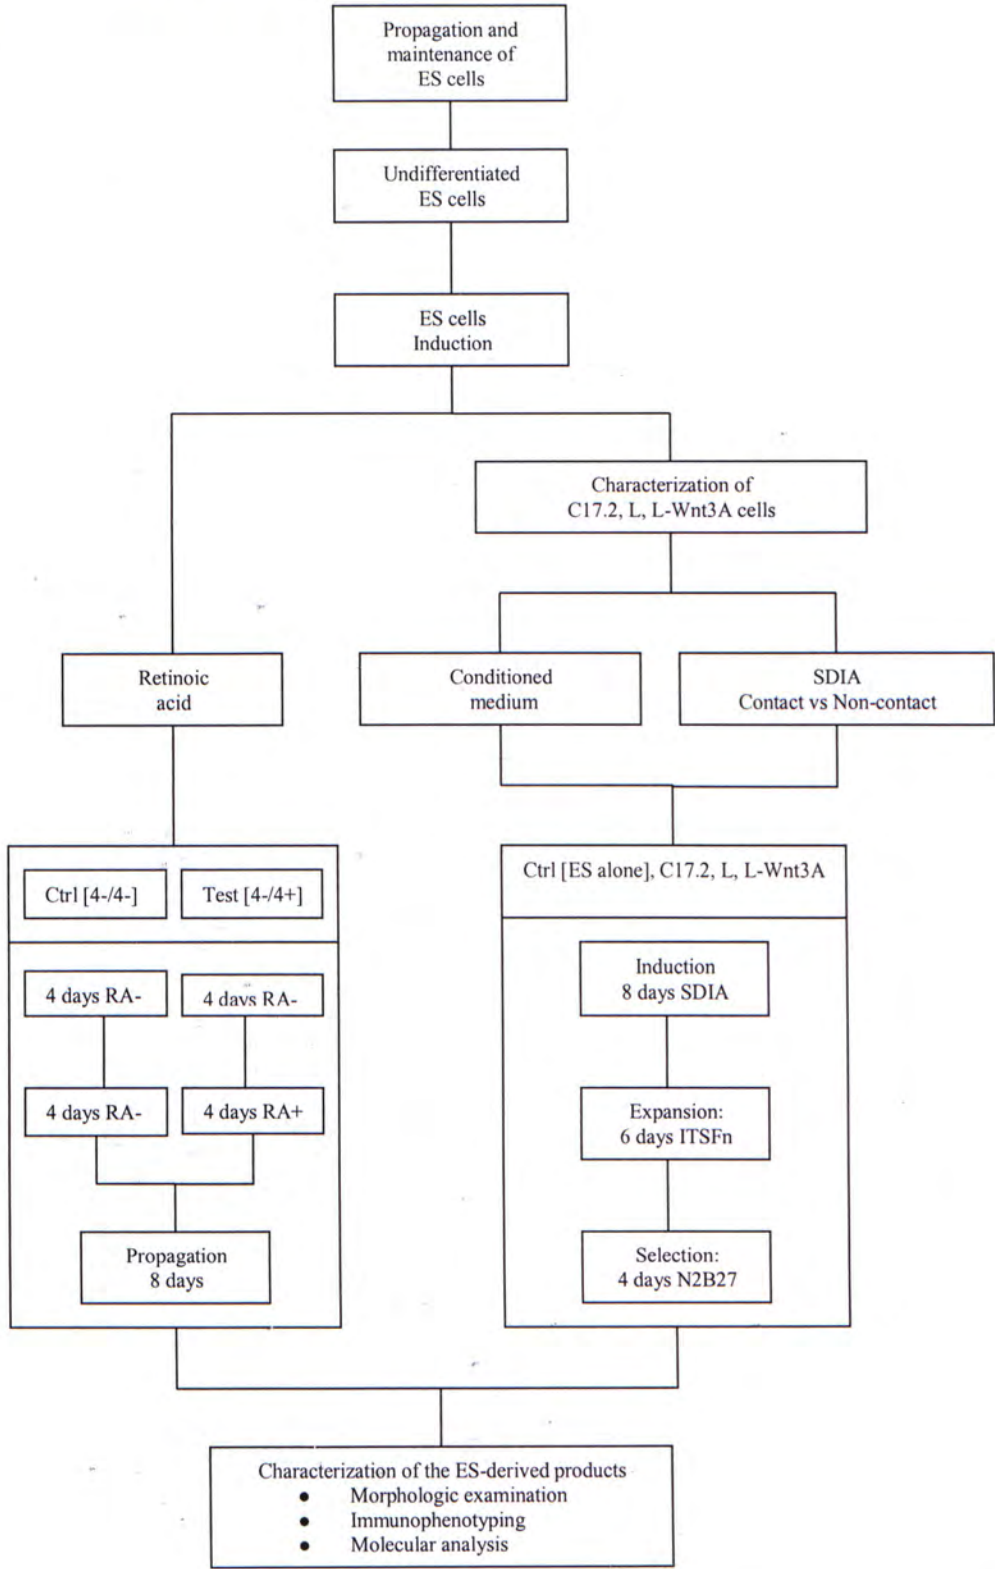 Propagation and
maintenance of
ES cells
Undifferentiated
ES cells
ES cells
Induction
Characterization of
C17.2, L, L-Wnt3A cells
Retinoic
acid
Conditioned
medium
SDIA
Contact vs Non-contact
Ctrl [4-/4-]
Test [4-/4+]
4 days RA-
4 days RA-
4 days RA-
4 days RA+
Propagation
8 days
Ctrl [ES alone], C17.2, L, L-Wnt3A
Induction
8 days SDIA
Expansion:
6 days ITSFn
Selection:
4 days N2B27
Characterization of the ES-derived products
● Morphologic examination
● Immunophenotyping
● Molecular analysis